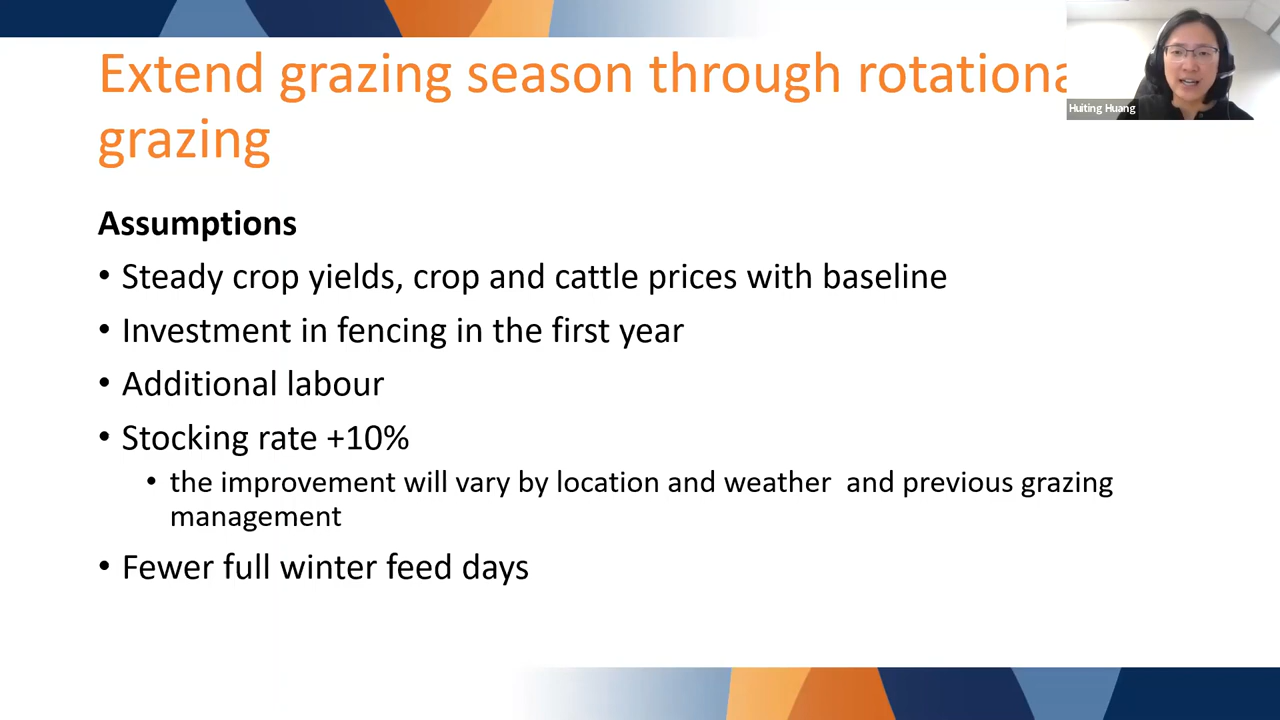 Extend grazing season through rotationa
grazing
Huiting Huang
Assumptions
• Steady crop yields, crop and cattle prices with baseline
• Investment in fencing in the first year
• Additional labour
• Stocking rate +10%
• the improvement will vary by location and weather and previous grazing
management
• Fewer full winter feed days